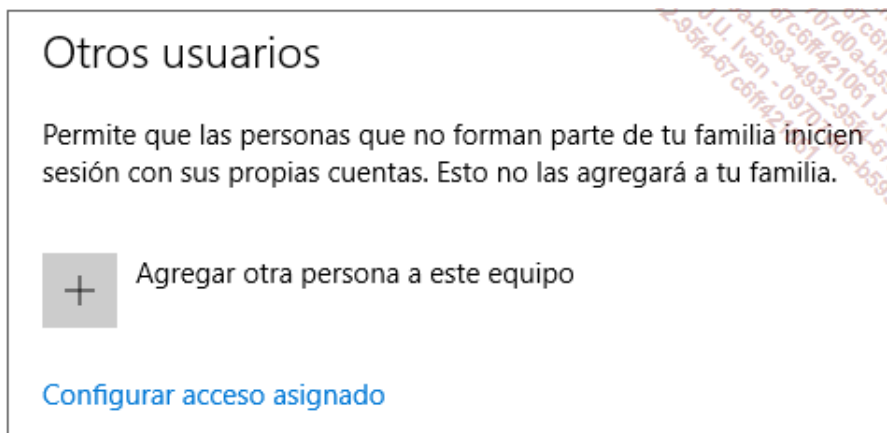 Otros usuarios
Permite que las personas que no forman parte de tu familia inicien
sesión con sus propias cuentas. Esto no las agregará a tu familia.
Agregar otra persona a este equipo
Configurar acceso asignado